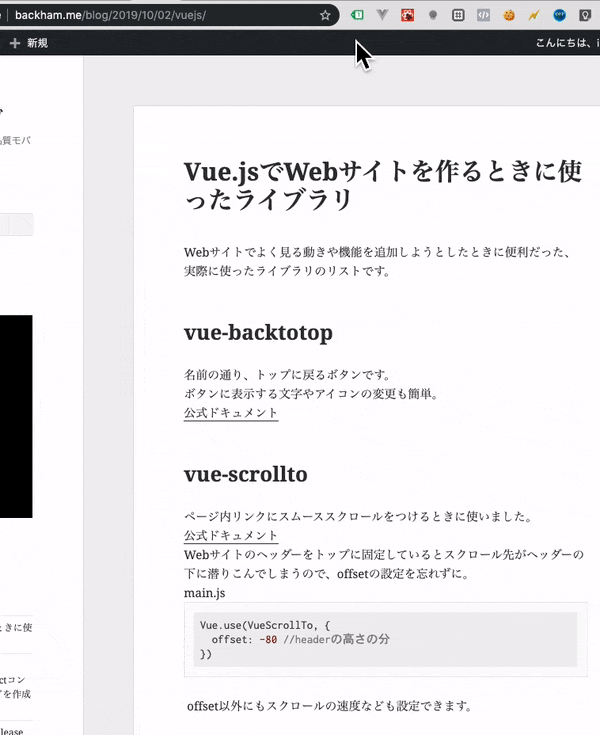 backham.me/blog/2019/10/02/vuejs/
新規
こんにちは、i
質モバ
Vue.jsでWebサイトを作るときに使
ったライブラリ
Webサイトでよく見る動きや機能を追加しようとしたときに便利だった、
実際に使ったライブラリのリストです。
vue-backtotop
名前の通り、トップに戻るボタンです。
ボタンに表示する文字やアイコンの変更も簡単。
公式ドキュメント
vue-scrollto
ページ内リンクにスムーススクロールをつけるときに使いました。
公式ドキュメント
Webサイトのヘッダーをトップに固定しているとスクロール先がヘッダーの
下に潜りこんでしまうので、offsetの設定を忘れずに。
main.js
Vue.use(VueScrollTo, {
offset: -80 //headerの高さの分
})
offset以外にもスクロールの速度なども設定できます。
ときに使
ctコン
を作成
lease